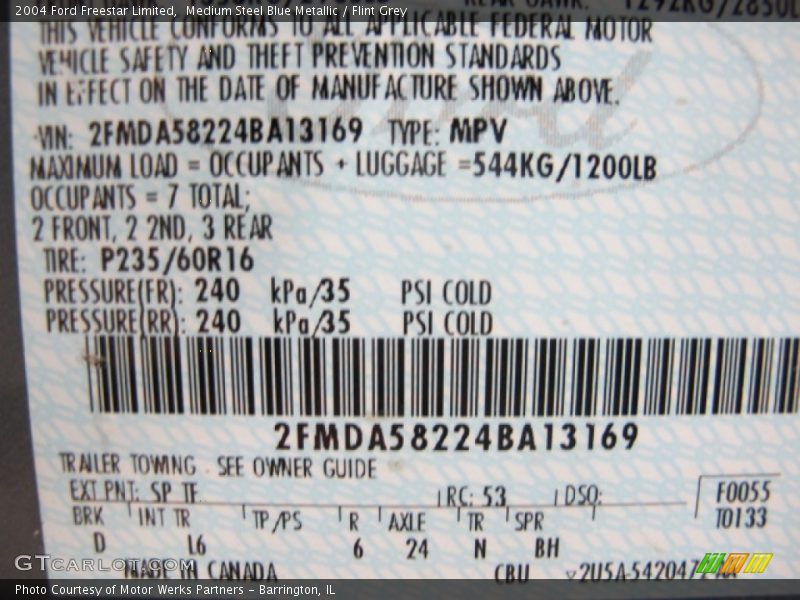 2004 Ford Freestar Limited, Medium Steel Blue Metallic / Flint Grey
1292KG/2850L
THIS VEHICLE CONFORMS TO ALL APPLICABLE FEDERAL MOTOR
VEHICLE SAFETY AND THEFT PREVENTION STANDARDS
IN EFFECT ON THE DATE OF MANUFACTURE SHOWN ABOVE.
VIN: 2FMDA58224BA13169 TYPE: MPV
MAXIMUM LOAD = OCCUPANTS + LUGGAGE =544KG/1200LB
OCCUPANTS = 7 TOTAL;
2 FRONT, 2 2ND, 3 REAR
TIRE: P235/60R16
PRESSURE(FR): 240 kPa/35 PSI COLD
PRESSURE(RR): 240 kPa/35 PSI COLD
2FMDA58224BA13169
TRAILER TOWING - SEE OWNER GUIDE
EXT PNT: SP TF RC: 53 DSO: F0055
BRK INT TR TP/PS R AXLE TR SPR T0133
D L6 6 24 N BH
MADE IN CANADA CBU
GTCARLOT.COM
Photo Courtesy of Motor Werks Partners – Barrington, IL